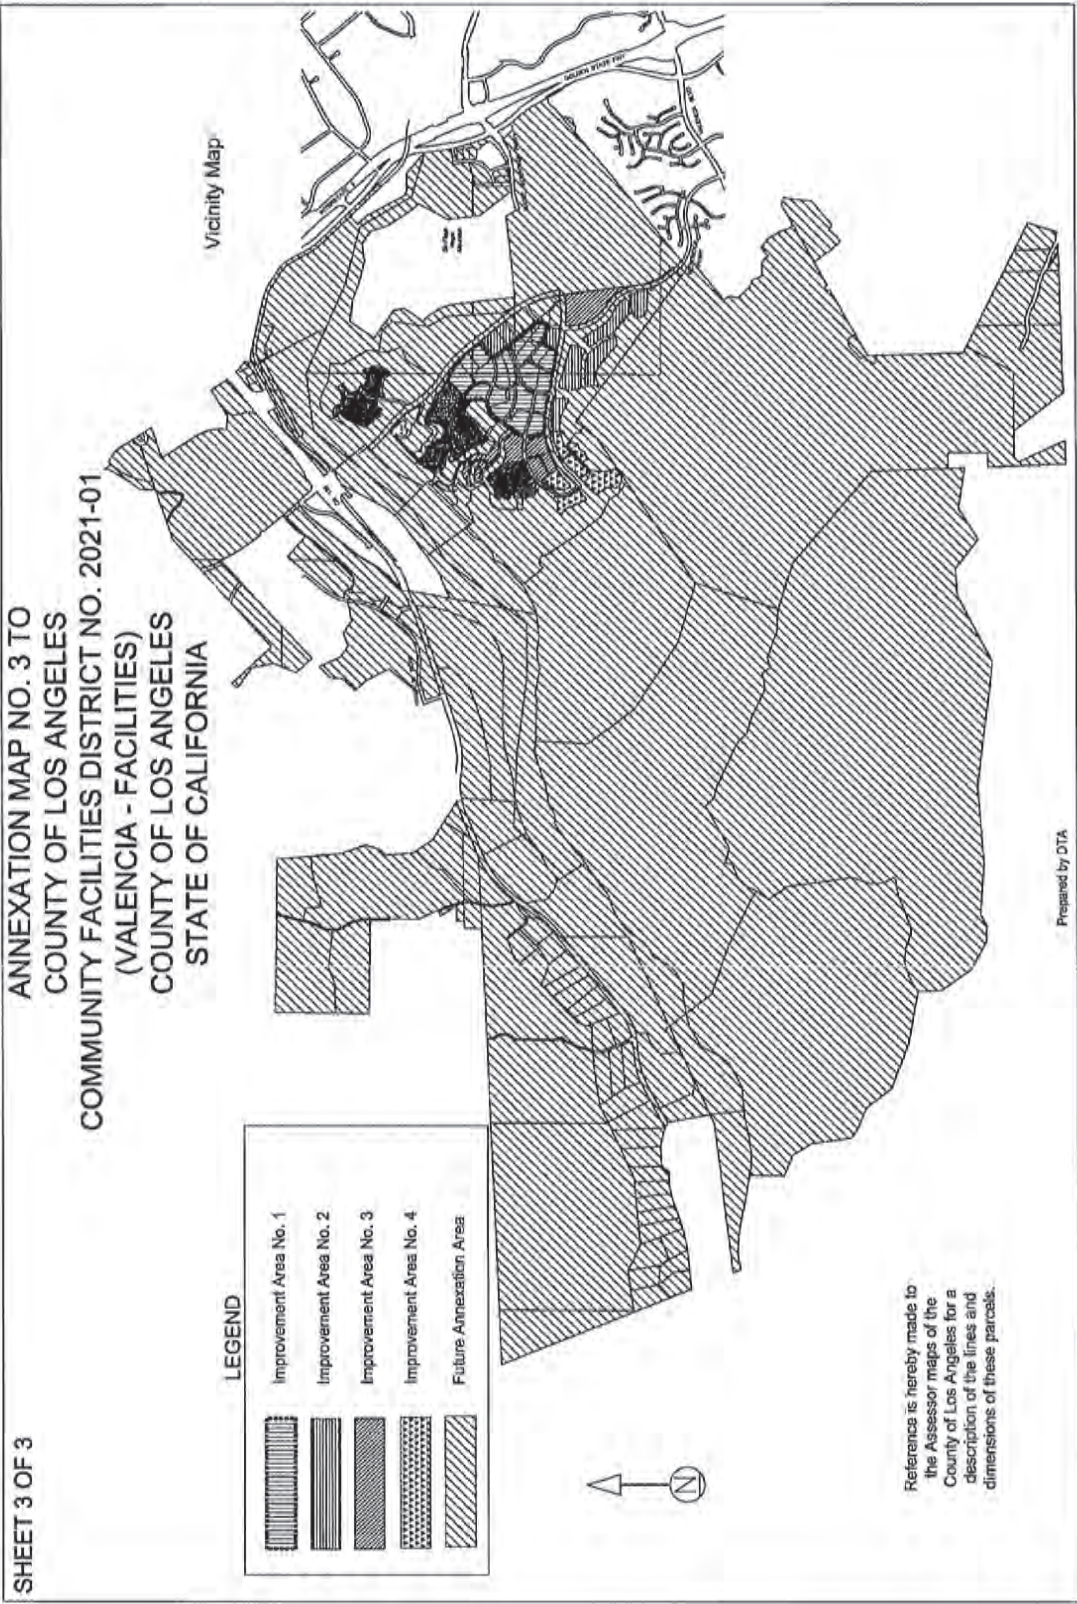 SHEET 3 OF 3
ANNEXATION MAP NO. 3 TO
COUNTY OF LOS ANGELES
COMMUNITY FACILITIES DISTRICT NO. 2021-01
(VALENCIA - FACILITIES)
COUNTY OF LOS ANGELES
STATE OF CALIFORNIA
Vicinity Map
LEGEND
Improvement Area No. 1
Improvement Area No. 2
Improvement Area No. 3
Improvement Area No. 4
Future Annexation Area
N
Reference is hereby made to
the Assessor maps of the
County of Los Angeles for a
description of the lines and
dimensions of these parcels.
Prepared by DTA